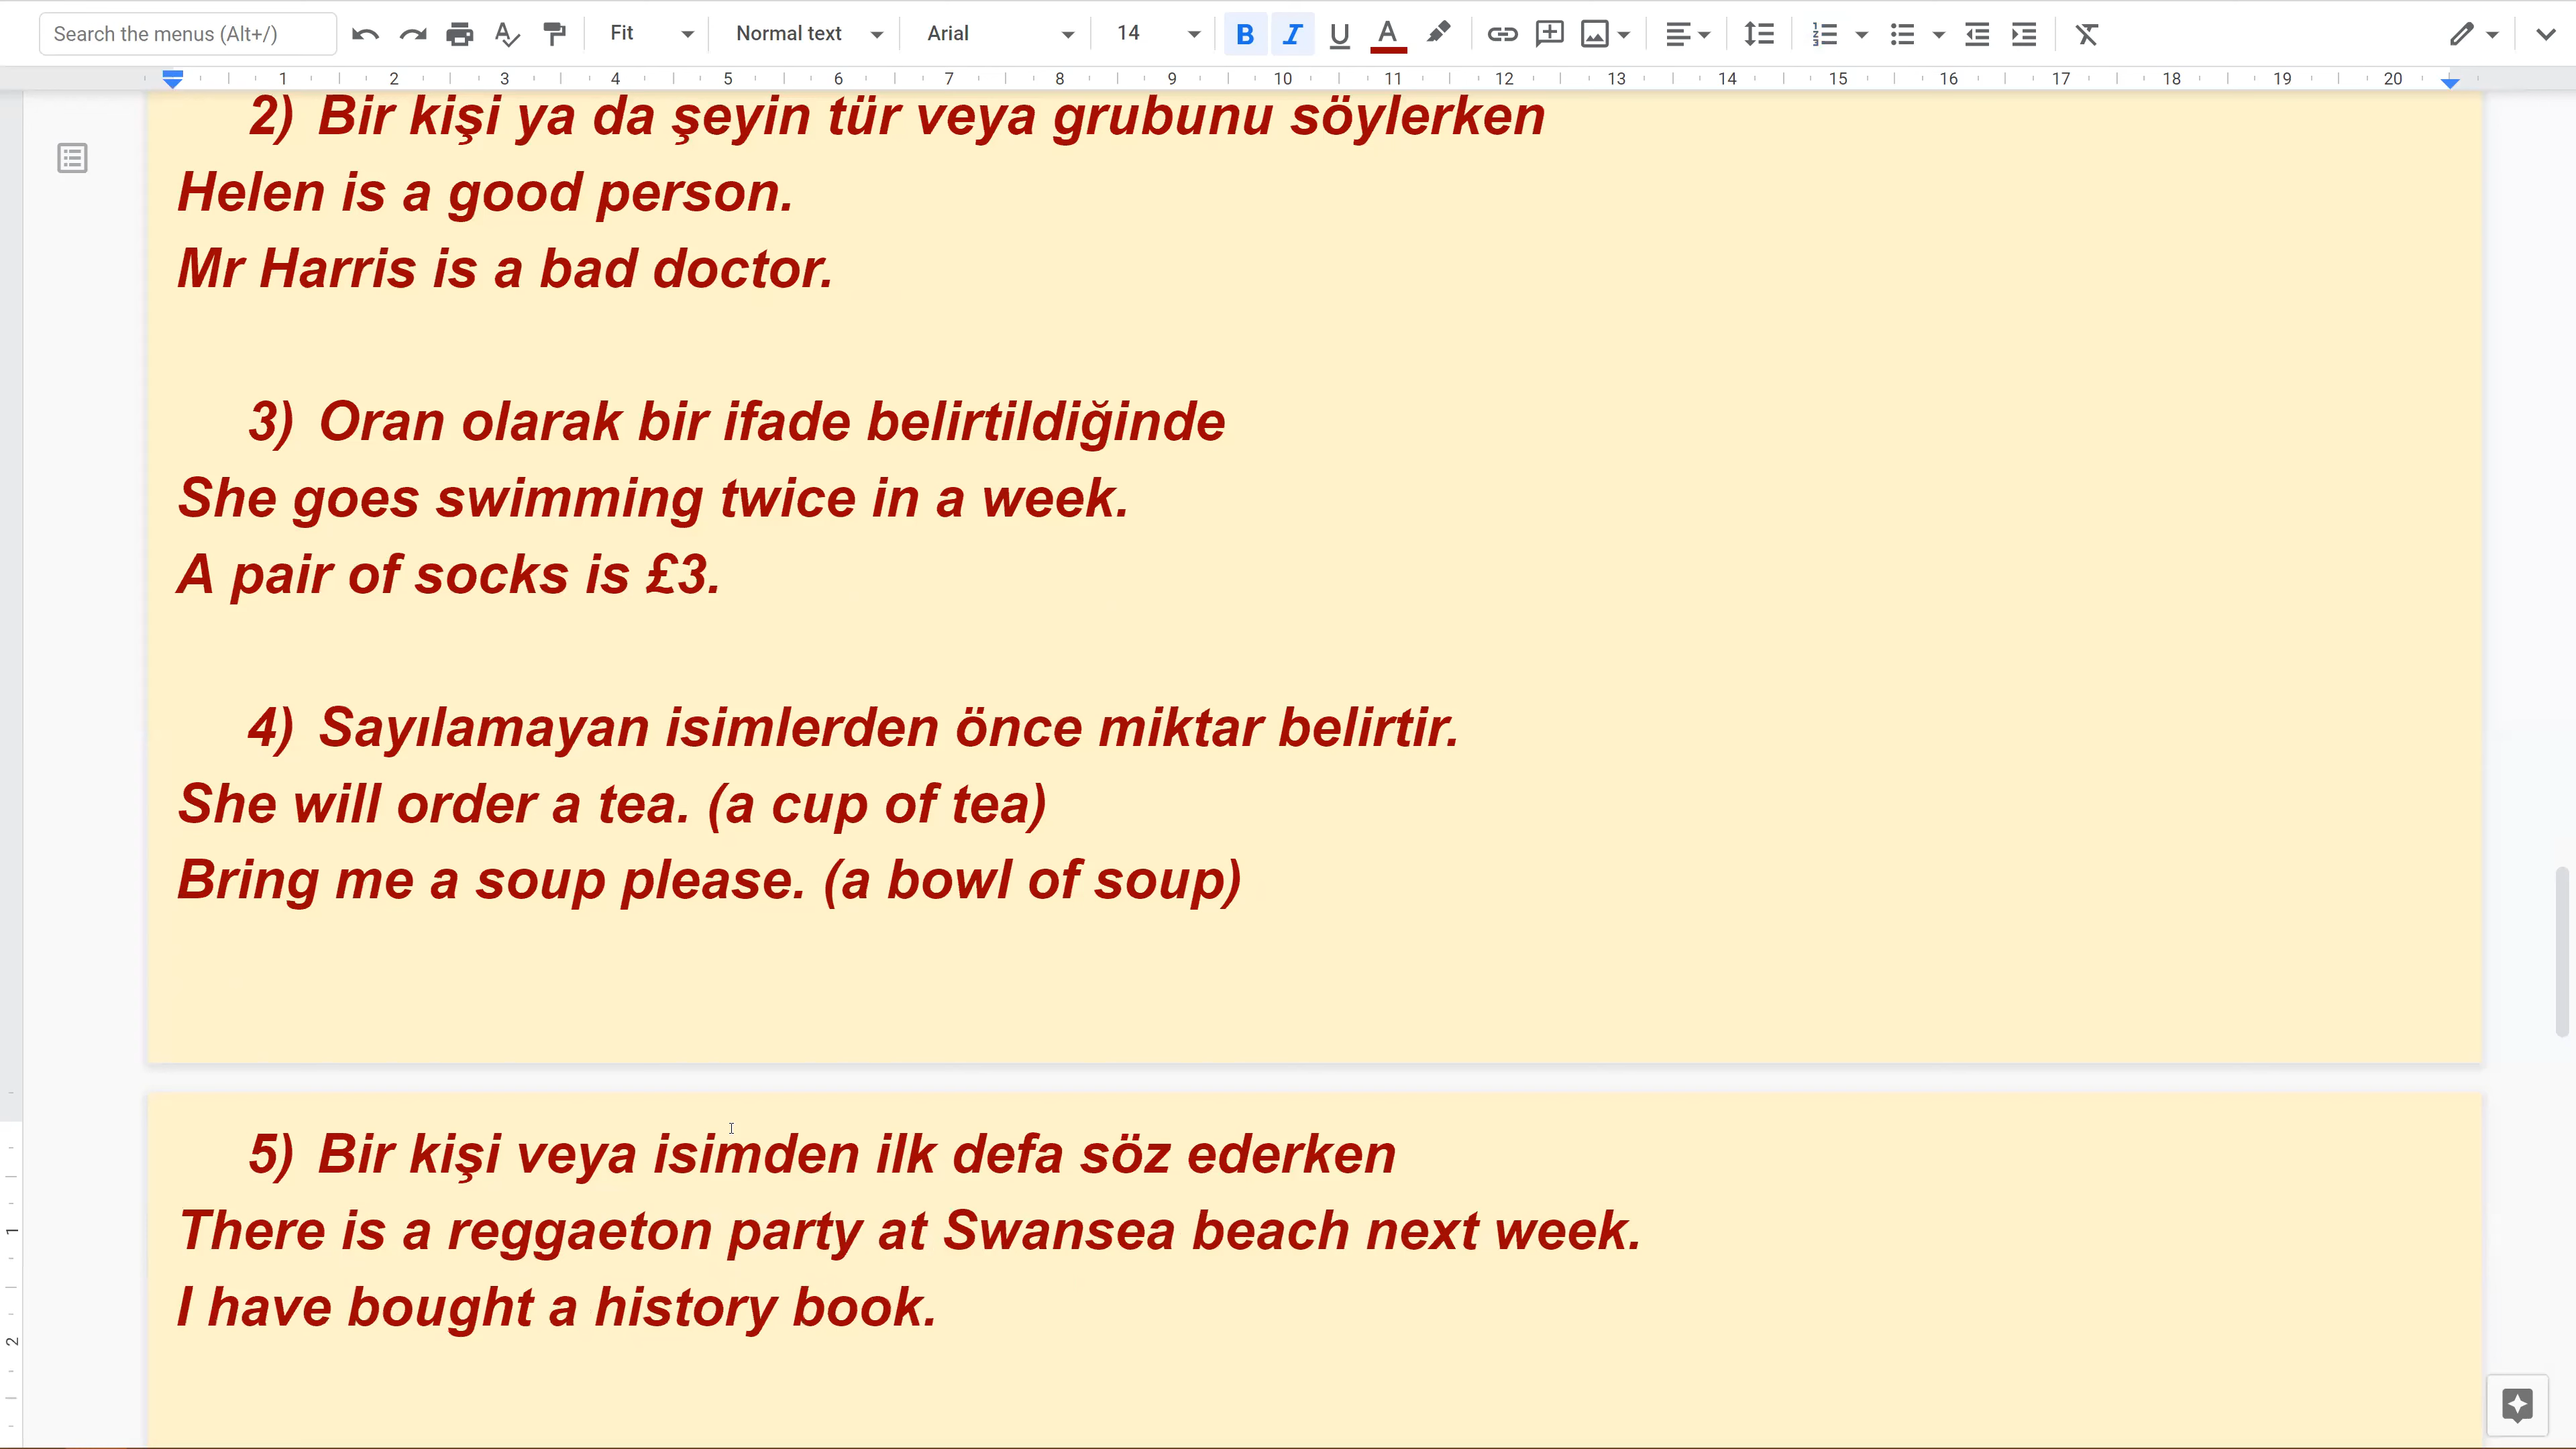 Search the menus (Alt+/)
Fit
Normal text
Arial
14
B
I
U
A
1 2 3 4 5 6 7 8 9 10 11 12 13 14 15 16 17 18 19 20
2) Bir kişi ya da şeyin tür veya grubunu söylerken
Helen is a good person.
Mr Harris is a bad doctor.
3) Oran olarak bir ifade belirtildiğinde
She goes swimming twice in a week.
A pair of socks is £3.
4) Sayılamayan isimlerden önce miktar belirtir.
She will order a tea. (a cup of tea)
Bring me a soup please. (a bowl of soup)
5) Bir kişi veya isimden ilk defa söz ederken
There is a reggaeton party at Swansea beach next week.
I have bought a history book.
1
2